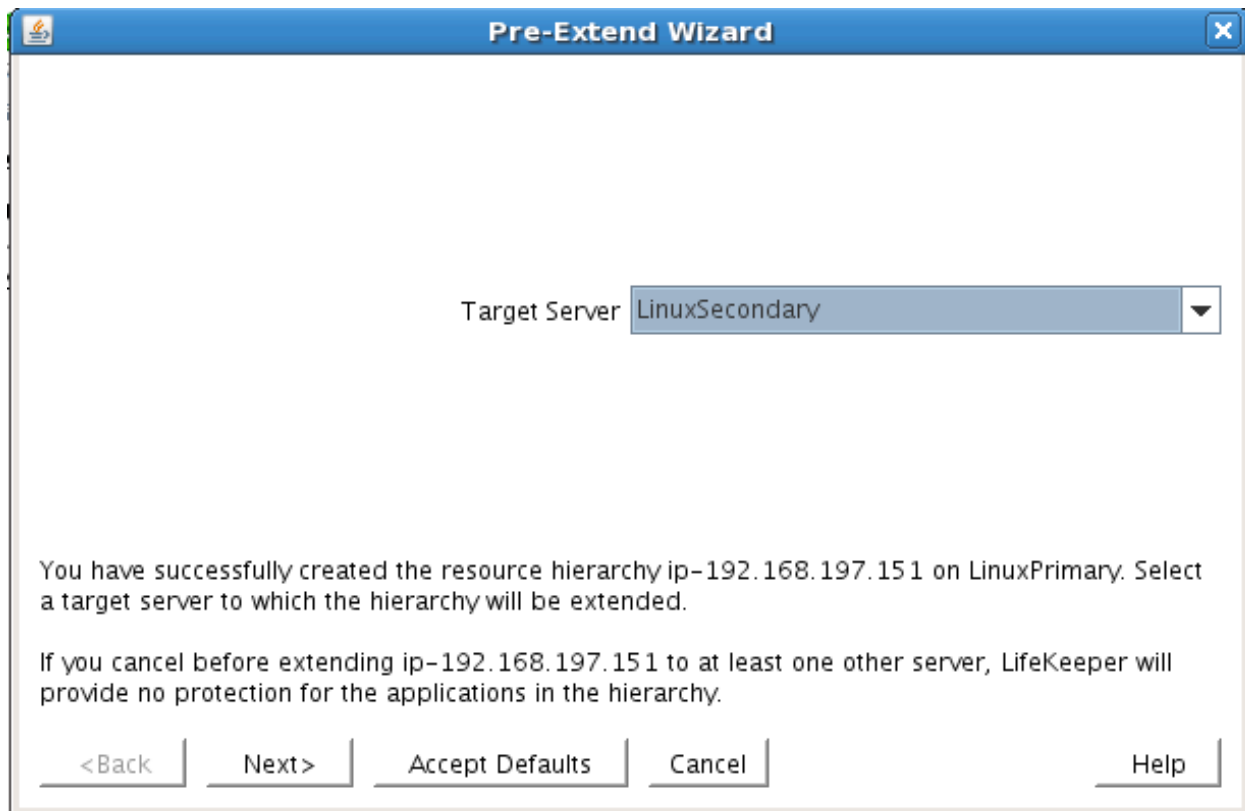 Pre-Extend Wizard
Target Server LinuxSecondary
You have successfully created the resource hierarchy ip-192.168.197.151 on LinuxPrimary. Select
a target server to which the hierarchy will be extended.
If you cancel before extending ip-192.168.197.151 to at least one other server, LifeKeeper will
provide no protection for the applications in the hierarchy.
<Back Next> Accept Defaults Cancel Help